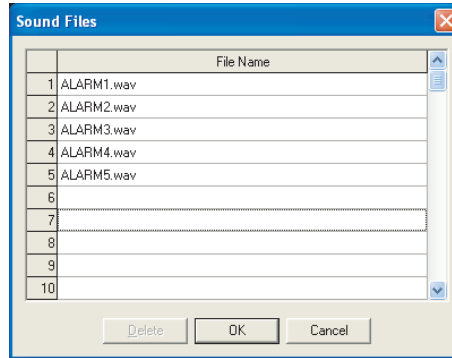 Sound Files
File Name
1 ALARM1.wav
2 ALARM2.wav
3 ALARM3.wav
4 ALARM4.wav
5 ALARM5.wav
6
7
8
9
10
Delete OK Cancel